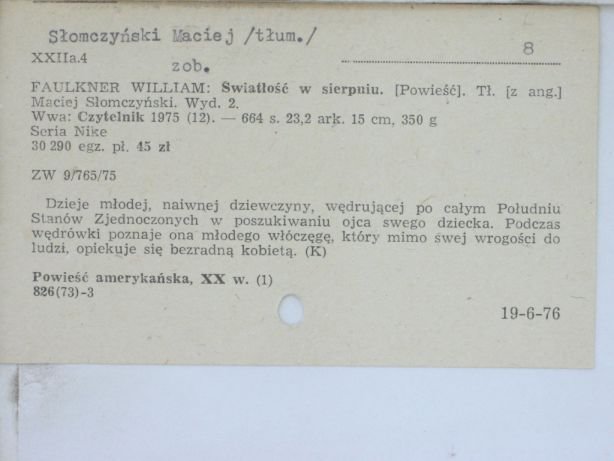 Słomczyński Maciej /tłum./
8
XXIIa.4
zob.
FAULKNER WILLIAM: Światłość w sierpniu. [Powieść]. Tł. [z ang.]
Maciej Słomczyński. Wyd. 2.
Wwa: Czytelnik 1975 (12). — 664 s. 23,2 ark. 15 cm, 350 g
Seria Nike
30 290 egz. pł. 45 zł
ZW 9/765/75
Dzieje młodej, naiwnej dziewczyny, wędrującej po całym Południu
Stanów Zjednoczonych w poszukiwaniu ojca swego dziecka. Podczas
wędrówki poznaje ona młodego włóczęgę, który mimo swej wrogości do
ludzi, opiekuje się bezradną kobietą. (K)
Powieść amerykańska, XX w. (1)
826(73)-3
19-6-76